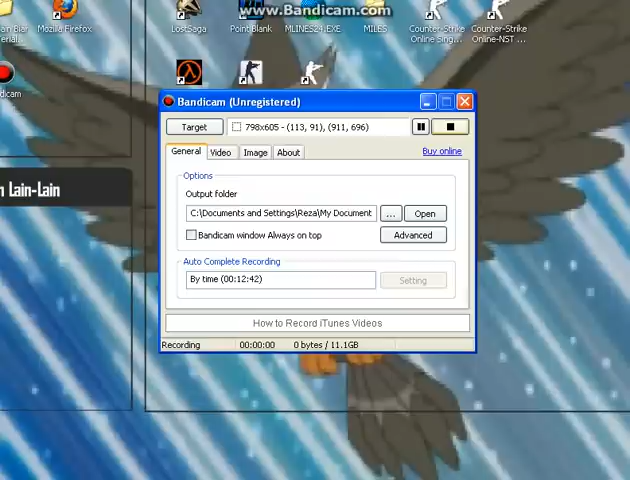 www.Bandicam.com
Mozilla Firefox
LostSaga
Point Blank
MLINES24.EXE
MILES
Counter-Strike Online Sing...
Counter-Strike Online-NST ...
dicam
Bandicam (Unregistered)
Target
798x605 - (113, 91), (911, 696)
General
Video
Image
About
Buy online
Options
Output folder
C:\Documents and Settings\Reza\My Document
...
Open
Bandicam window Always on top
Advanced
Auto Complete Recording
By time (00:12:42)
Setting
How to Record iTunes Videos
Recording
00:00:00
0 bytes / 11.1GB
n Lain-Lain